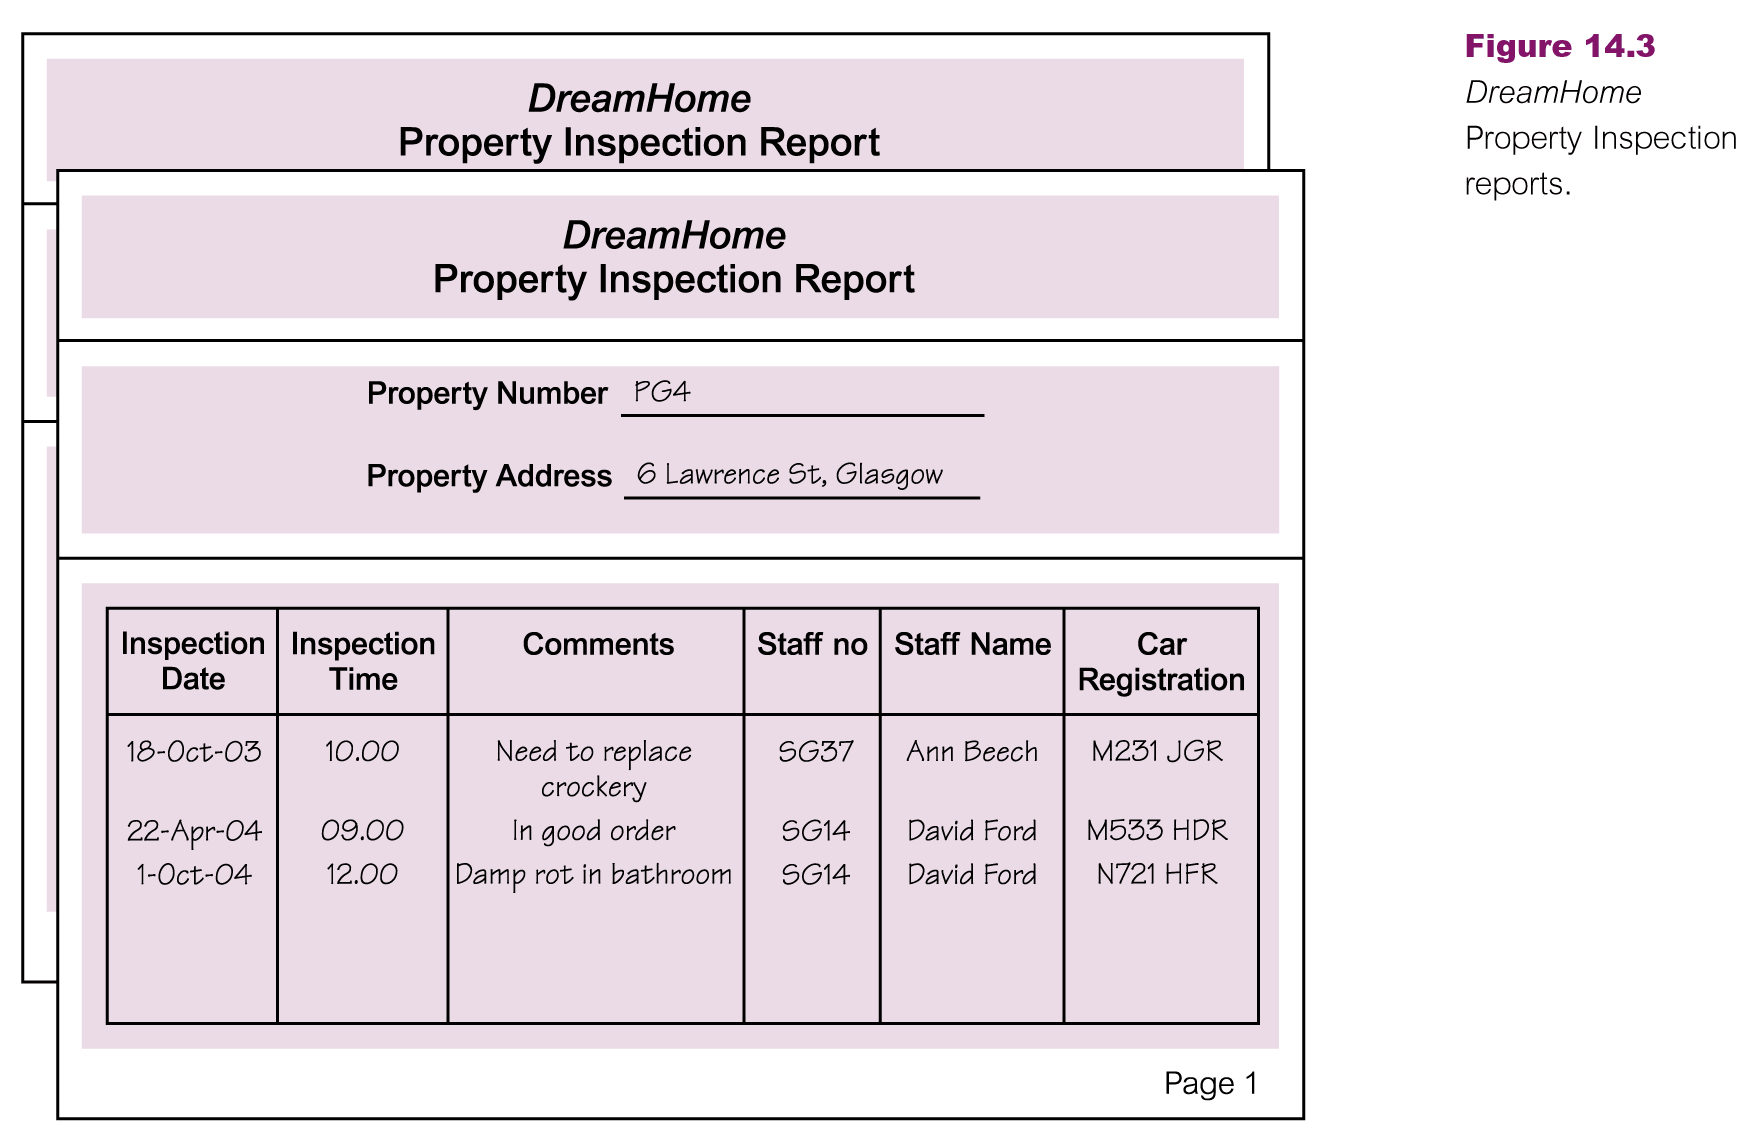 DreamHome
Property Inspection Report
DreamHome
Property Inspection Report
Property Number PG4
Property Address 6 Lawrence St, Glasgow
Inspection Date Inspection Time Comments Staff no Staff Name Car Registration
18-Oct-03 10.00 Need to replace crockery SG37 Ann Beech M231 JGR
22-Apr-04 09.00 In good order SG14 David Ford M533 HDR
1-Oct-04 12.00 Damp rot in bathroom SG14 David Ford N721 HFR
Page 1
Figure 14.3
DreamHome
Property Inspection
reports.